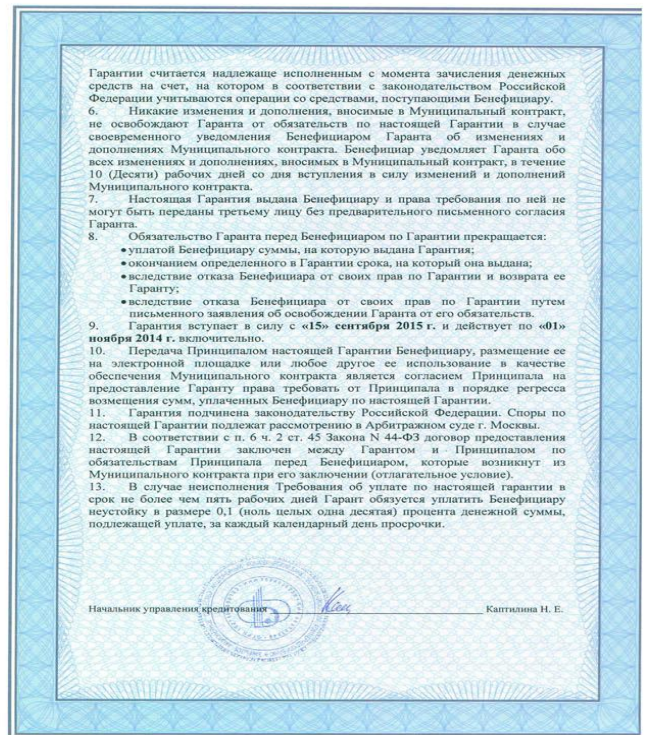 Гарантии считается надлежаще исполненным с момента зачисления денежных
средств на счет, на котором в соответствии с законодательством Российской
Федерации учитываются операции со средствами, поступающими Бенефициару.
6. Никакие изменения и дополнения, вносимые в Муниципальный контракт,
не освобождают Гаранта от обязательств по настоящей Гарантии в случае
своевременного уведомления Бенефициаром Гаранта об изменениях и
дополнениях Муниципального контракта. Бенефициар уведомляет Гаранта обо
всех изменениях и дополнениях, вносимых в Муниципальный контракт, в течение
10 (Десяти) рабочих дней со дня вступления в силу изменений и дополнений
Муниципального контракта.
7. Настоящая Гарантия выдана Бенефициару и права требования по ней не
могут быть переданы третьему лицу без предварительного письменного согласия
Гаранта.
8. Обязательство Гаранта перед Бенефициаром по Гарантии прекращается:
• уплатой Бенефициару суммы, на которую выдана Гарантия;
• окончанием определенного в Гарантии срока, на который она выдана;
• вследствие отказа Бенефициара от своих прав по Гарантии и возврата ее
Гаранту;
• вследствие отказа Бенефициара от своих прав по Гарантии путем
письменного заявления об освобождении Гаранта от его обязательств.
9. Гарантия вступает в силу с «15» сентября 2015 г. и действует по «01»
ноября 2014 г. включительно.
10. Передача Принципалом настоящей Гарантии Бенефициару, размещение ее
на электронной площадке или любое другое ее использование в качестве
обеспечения Муниципального контракта является согласием Принципала на
предоставление Гаранту права требовать от Принципала в порядке регресса
возмещения сумм, уплаченных Бенефициару по настоящей Гарантии.
11. Гарантия подчинена законодательству Российской Федерации. Споры по
настоящей Гарантии подлежат рассмотрению в Арбитражном суде г. Москвы.
12. В соответствии с п. 6 ч. 2 ст. 45 Закона N 44-ФЗ договор предоставления
настоящей Гарантии заключен между Гарантом и Принципалом по
обязательствам Принципала перед Бенефициаром, которые возникнут из
Муниципального контракта при его заключении (отлагательное условие).
13. В случае неисполнения Требования об уплате по настоящей гарантии в
срок не более чем пять рабочих дней Гарант обязуется уплатить Бенефициару
неустойку в размере 0,1 (ноль целых одна десятая) процента денежной суммы,
подлежащей уплате, за каждый календарный день просрочки.
Начальник управления кредитования Каптилина Н. Е.